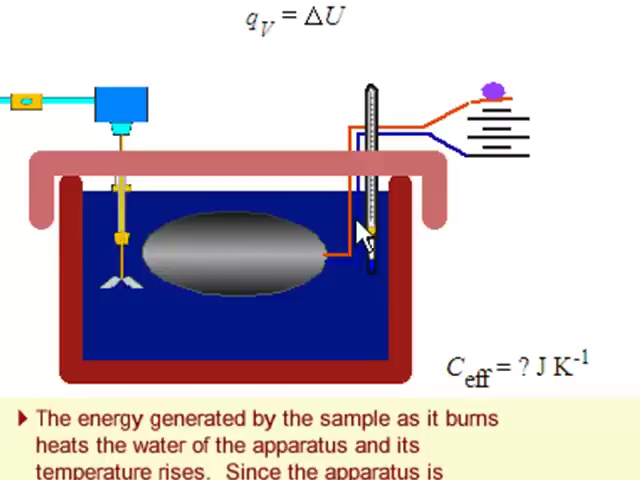 q_V = ΔU
C_eff = ? J K⁻¹
The energy generated by the sample as it burns
heats the water of the apparatus and its
temperature rises. Since the apparatus is